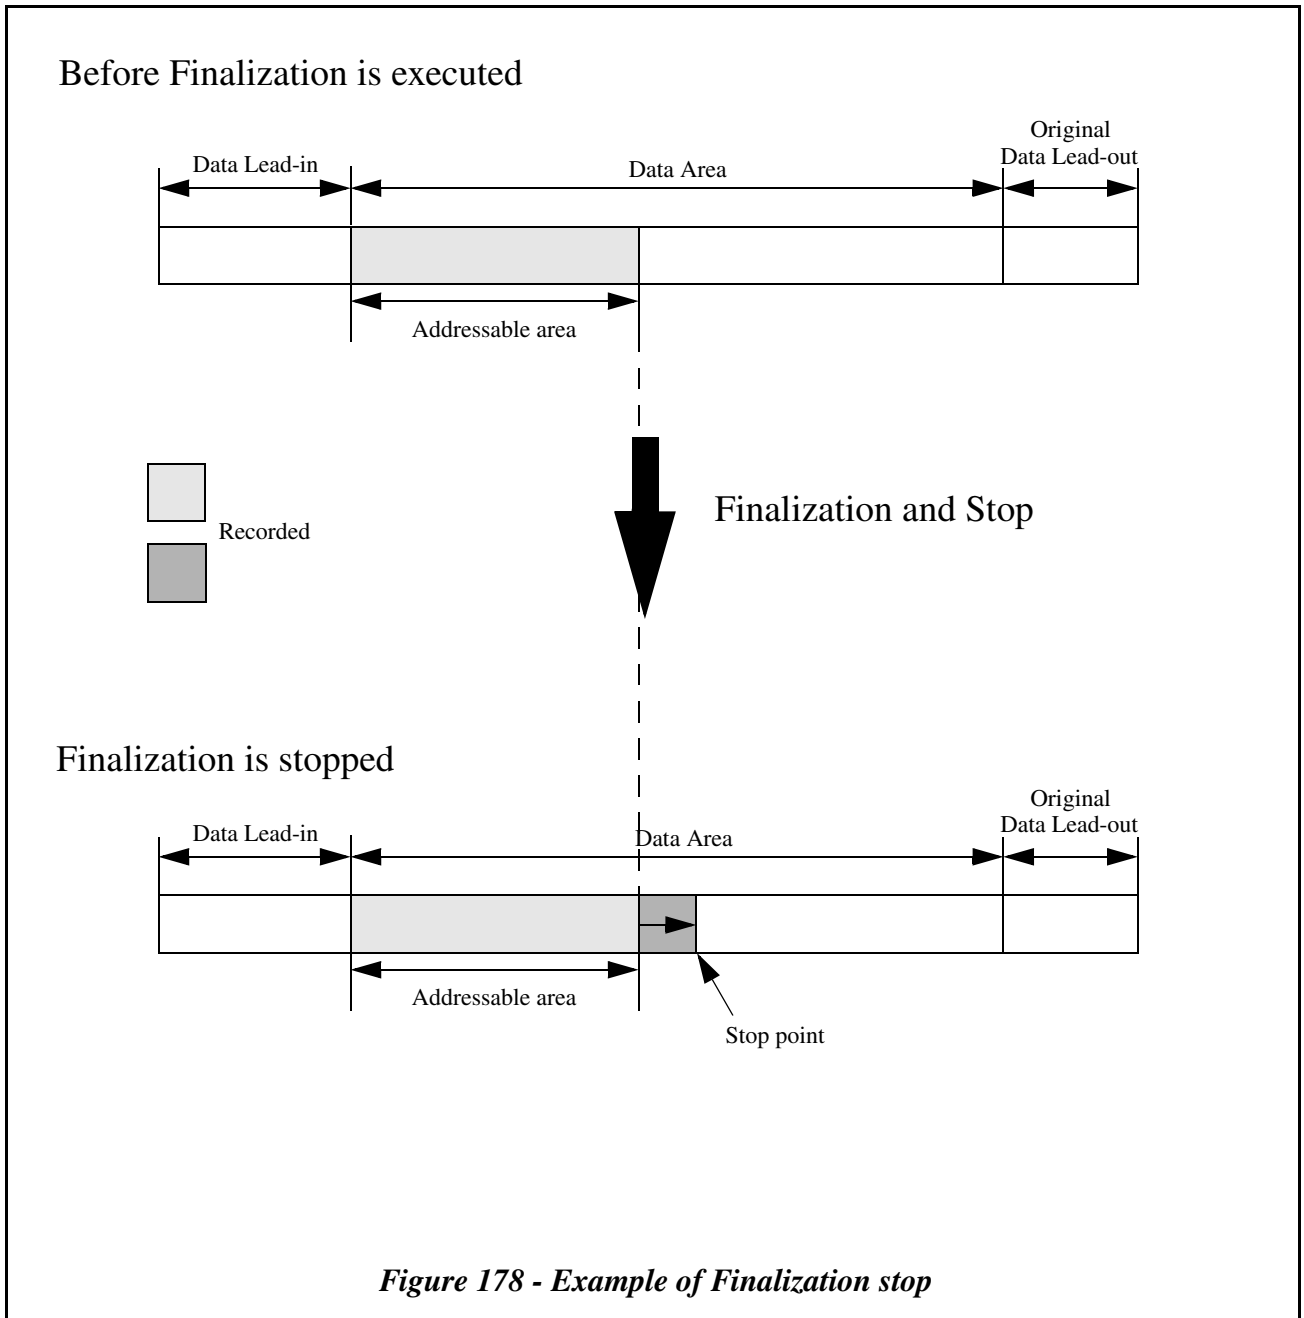 Before Finalization is executed
Original
Data Lead-in
Data Area
Data Lead-out
Addressable area
Recorded
Finalization and Stop
Finalization is stopped
Original
Data Lead-in
Data Area
Data Lead-out
Addressable area
Stop point
Figure 178 - Example of Finalization stop